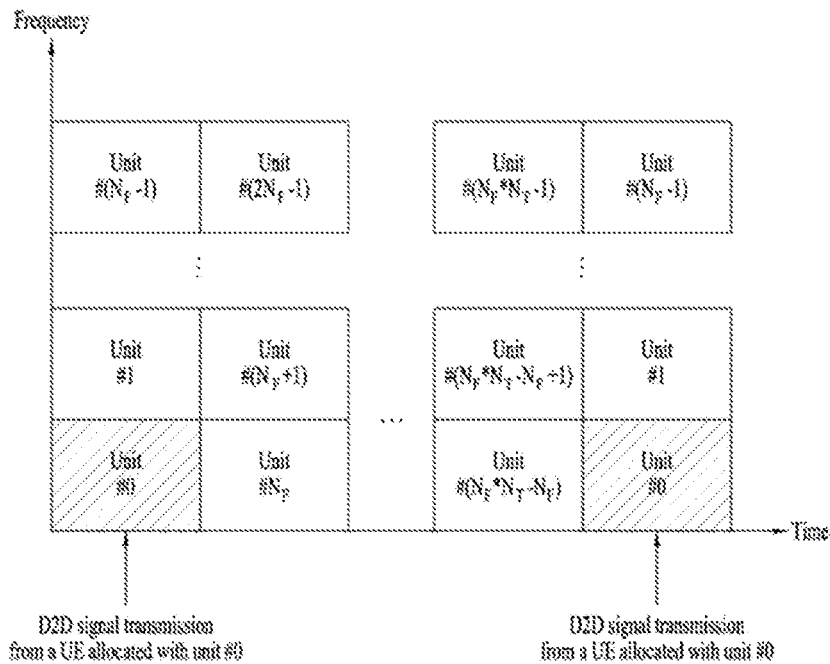 Frequency
Unit
#(N_F -1)
Unit
#(2N_F -1)
Unit
#(N_F*N_T -1)
Unit
#(N_F -1)
⋮
⋮
Unit
#1
Unit
#(N_F +1)
Unit
#(N_F*N_T -N_F +1)
Unit
#1
...
Unit
#0
Unit
#N_F
Unit
#(N_F*N_T -N_F)
Unit
#0
Time
D2D signal transmission
from a UE allocated with unit #0
D2D signal transmission
from a UE allocated with unit #0